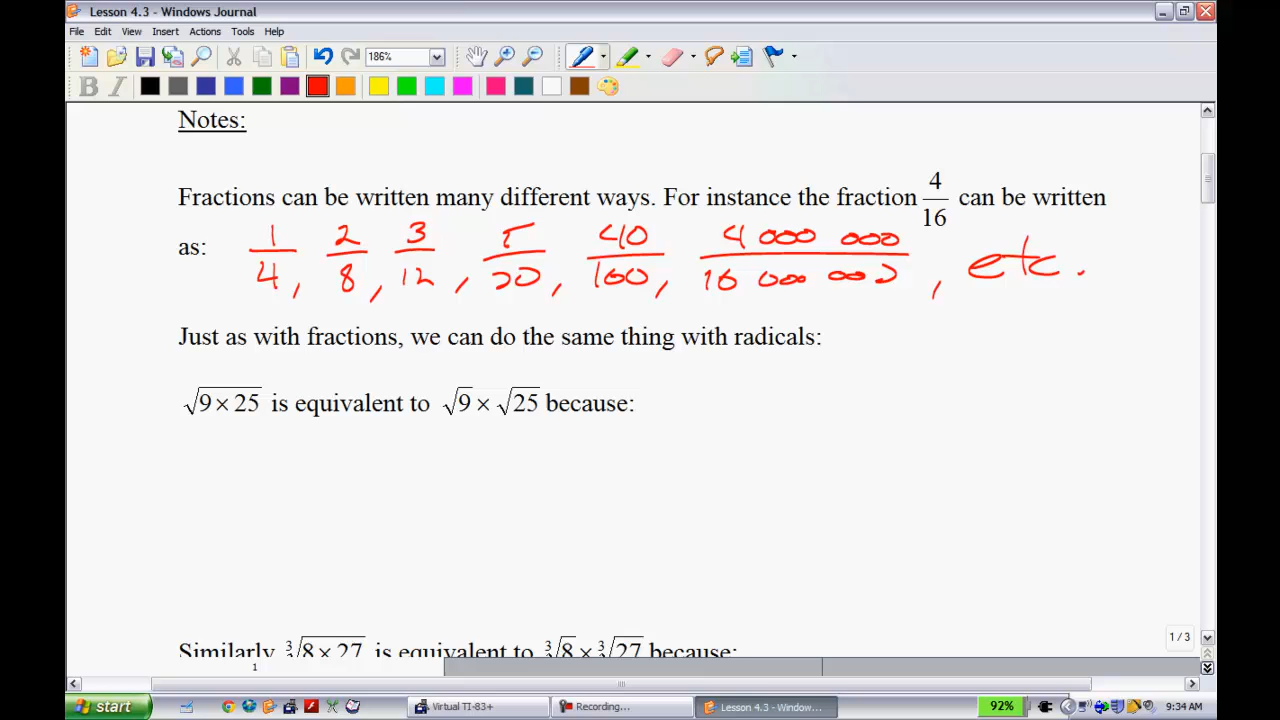 Lesson 4.3 - Windows Journal
File Edit View Insert Actions Tools Help
186%
B I
Notes:
Fractions can be written many different ways. For instance the fraction 4/16 can be written
as: 1/4, 2/8, 3/12, 5/20, 40/160, 4 000 000/16 000 000, etc.
Just as with fractions, we can do the same thing with radicals:
√(9 × 25) is equivalent to √9 × √25 because:
Similarly ∛(8 × 27) is equivalent to ∛8 × ∛27 because:
1 / 3
1
start Virtual TI-83+ Recording... Lesson 4.3 - Window... 92% 9:34 AM